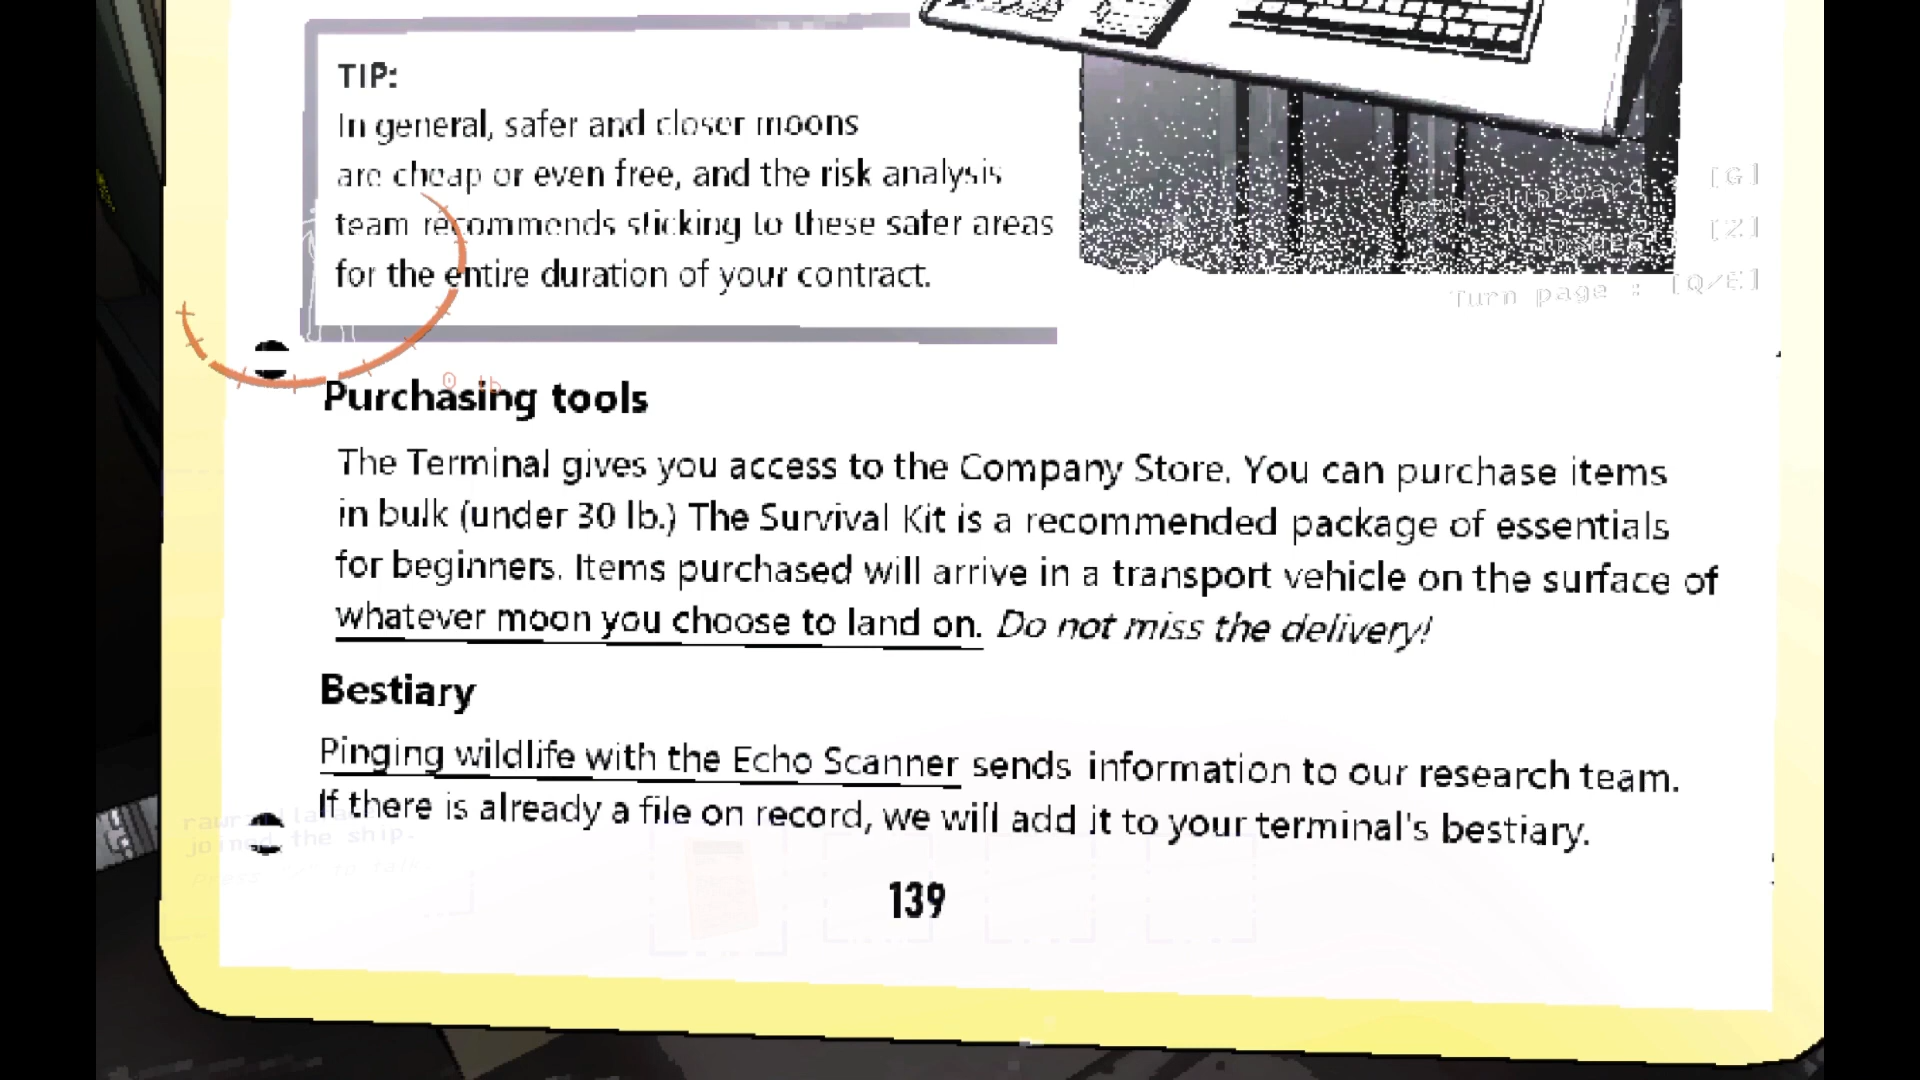 TIP:
In general, safer and closer moons
are cheap or even free, and the risk analysis
team recommends sticking to these safer areas
for the entire duration of your contract.
[G]
[Z]
Turn page : [Q/E]
0 lb
Purchasing tools
The Terminal gives you access to the Company Store. You can purchase items
in bulk (under 30 lb.) The Survival Kit is a recommended package of essentials
for beginners. Items purchased will arrive in a transport vehicle on the surface of
whatever moon you choose to land on. Do not miss the delivery!
Bestiary
Pinging wildlife with the Echo Scanner sends information to our research team.
If there is already a file on record, we will add it to your terminal's bestiary.
joined the ship.
139